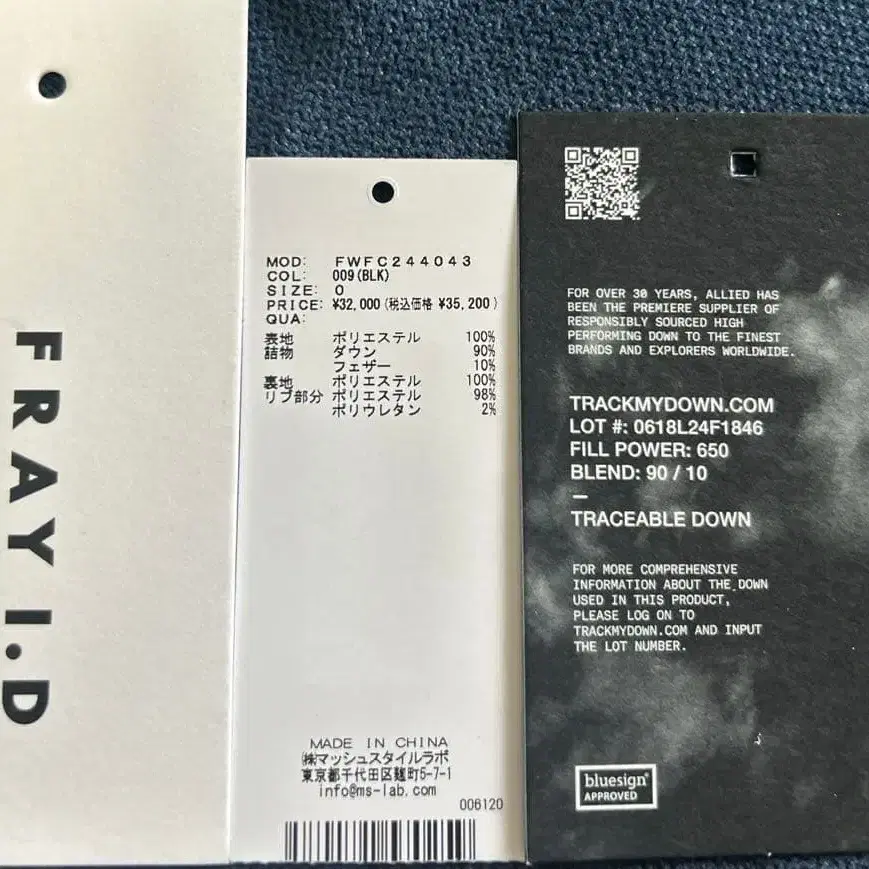 FRAY I.D
MOD: FWFC244043
COL: 009(BLK)
SIZE: 0
PRICE: ¥32,000(税込価格 ¥35,200)
QUA:
表地 ポリエステル 100%
詰物 ダウン 90%
フェザー 10%
裏地 ポリエステル 100%
リブ部分 ポリエステル 98%
ポリウレタン 2%
MADE IN CHINA
㈱マッシュスタイルラボ
東京都千代田区麹町5-7-1
info@ms-lab.com
006120
FOR OVER 30 YEARS, ALLIED HAS
BEEN THE PREMIERE SUPPLIER OF
RESPONSIBLY SOURCED HIGH
PERFORMING DOWN TO THE FINEST
BRANDS AND EXPLORERS WORLDWIDE.
TRACKMYDOWN.COM
LOT #: 0618L24F1846
FILL POWER: 650
BLEND: 90 / 10
—
TRACEABLE DOWN
FOR MORE COMPREHENSIVE
INFORMATION ABOUT THE DOWN
USED IN THIS PRODUCT,
PLEASE LOG ON TO
TRACKMYDOWN.COM AND INPUT
THE LOT NUMBER.
bluesign®
APPROVED